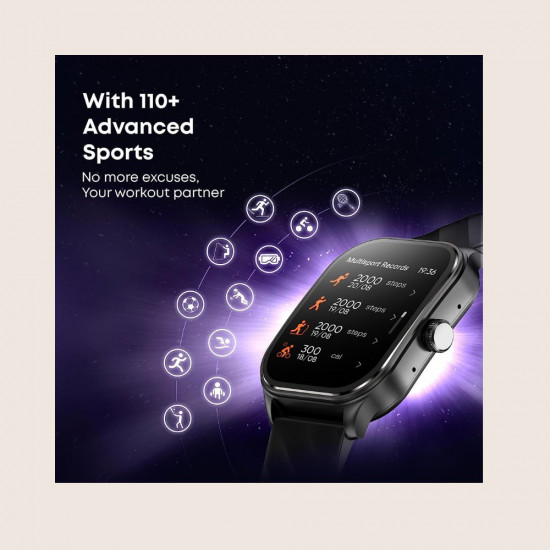 With 110+
Advanced
Sports
No more excuses,
Your workout partner
Multisport Records 19:36
2000 steps
20/08
2000 steps
19/08
2000 steps
19/08
300 cal
18/08